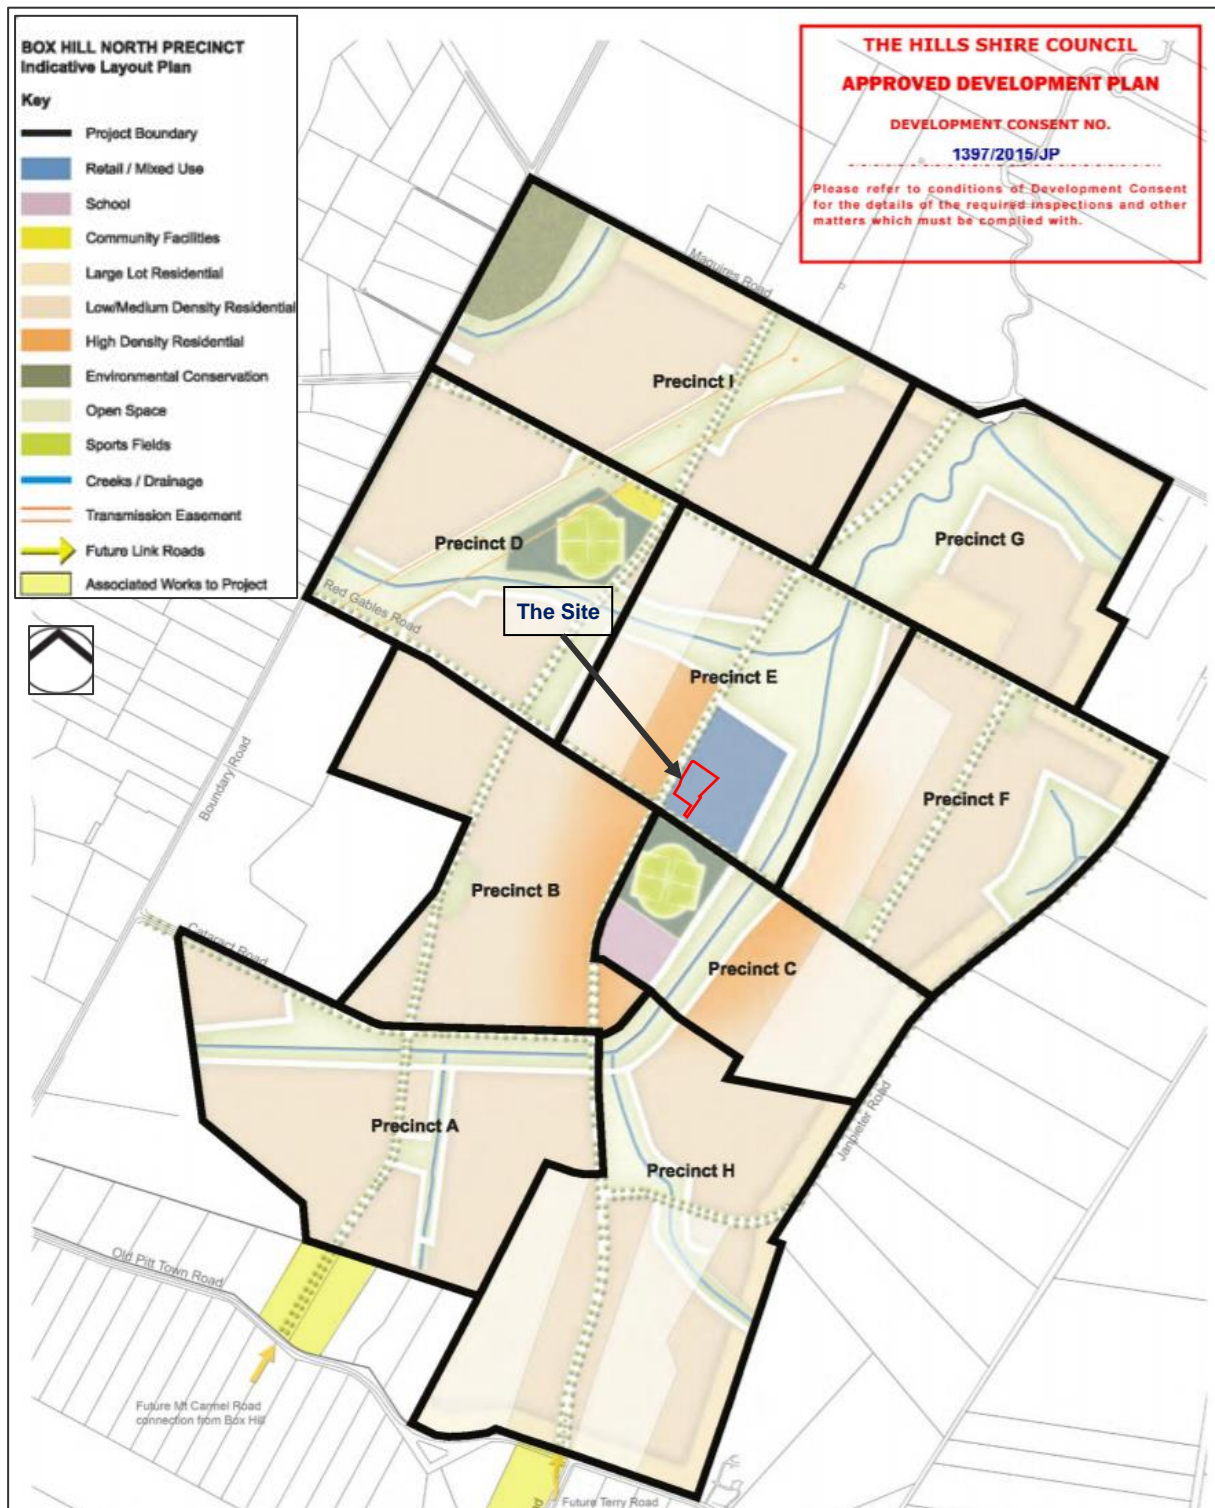 BOX HILL NORTH PRECINCT
Indicative Layout Plan
Key
Project Boundary
Retail / Mixed Use
School
Community Facilities
Large Lot Residential
Low/Medium Density Residential
High Density Residential
Environmental Conservation
Open Space
Sports Fields
Creeks / Drainage
Transmission Easement
Future Link Roads
Associated Works to Project
THE HILLS SHIRE COUNCIL
APPROVED DEVELOPMENT PLAN
DEVELOPMENT CONSENT NO.
1397/2015/JP
Please refer to conditions of Development Consent
for the details of the required inspections and other
matters which must be complied with.
Maguires Road
Precinct I
Precinct D
Precinct G
Red Gables Road
The Site
Precinct E
Boundary Road
Precinct F
Precinct B
Cataract Road
Precinct C
Precinct A
Janpieter Road
Precinct H
Old Pitt Town Road
Future Mt Carmel Road
connection from Box Hill
Future Terry Road